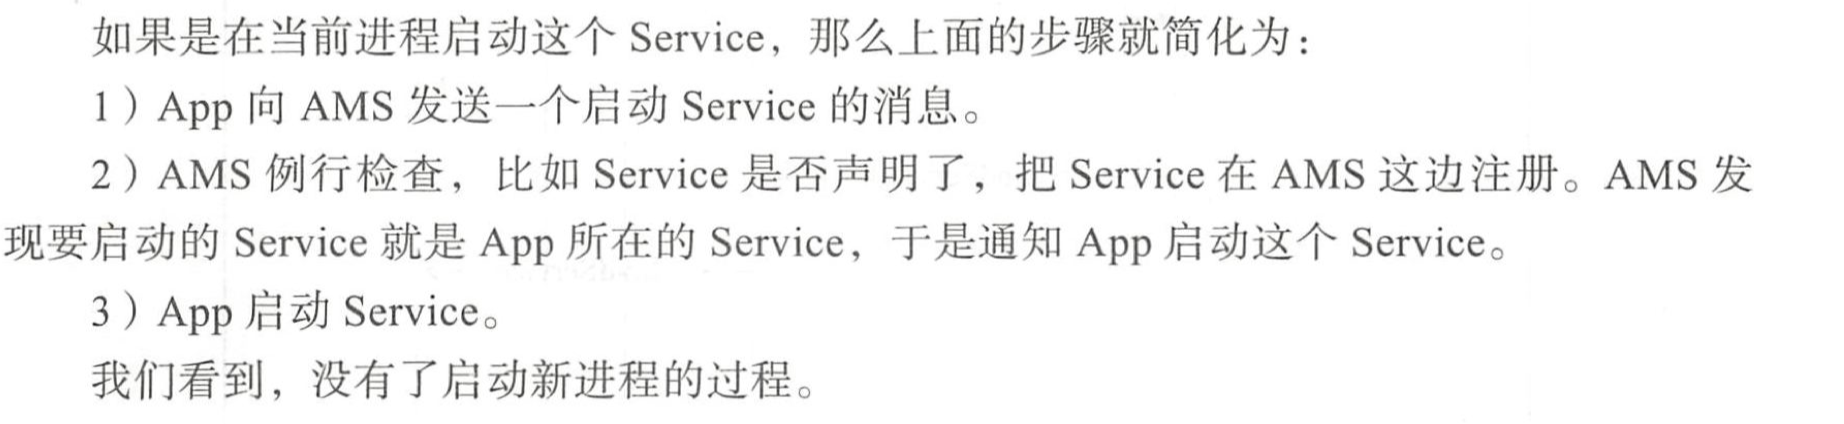 如果是在当前进程启动这个 Service，那么上面的步骤就简化为：
1）App 向 AMS 发送一个启动 Service 的消息。
2）AMS 例行检查，比如 Service 是否声明了，把 Service 在 AMS 这边注册。AMS 发
现要启动的 Service 就是 App 所在的 Service，于是通知 App 启动这个 Service。
3）App 启动 Service。
我们看到，没有了启动新进程的过程。